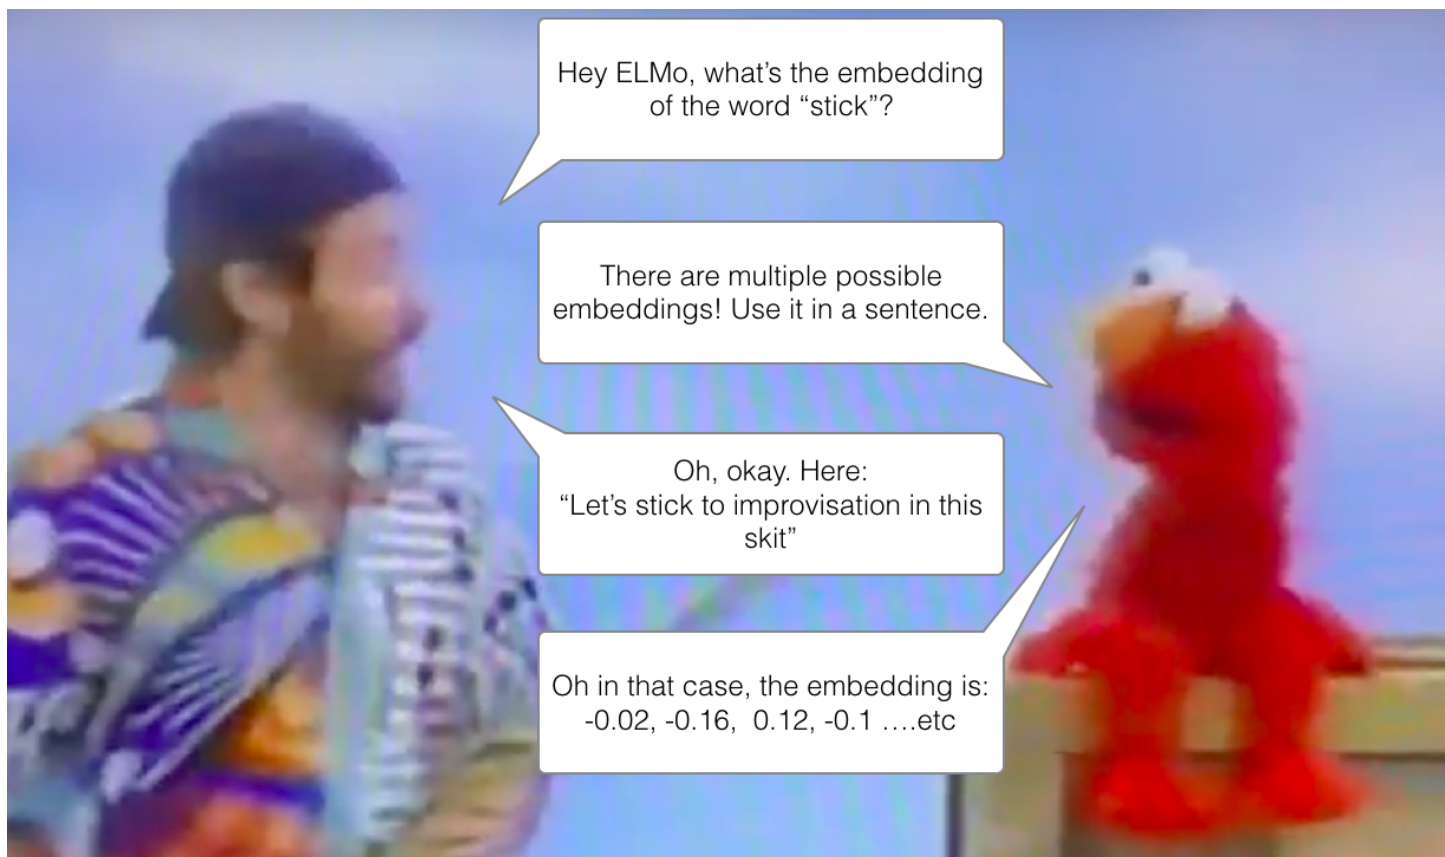 Hey ELMo, what’s the embedding
of the word “stick”?
There are multiple possible
embeddings! Use it in a sentence.
Oh, okay. Here:
“Let’s stick to improvisation in this
skit”
Oh in that case, the embedding is:
-0.02, -0.16,  0.12, -0.1 ….etc